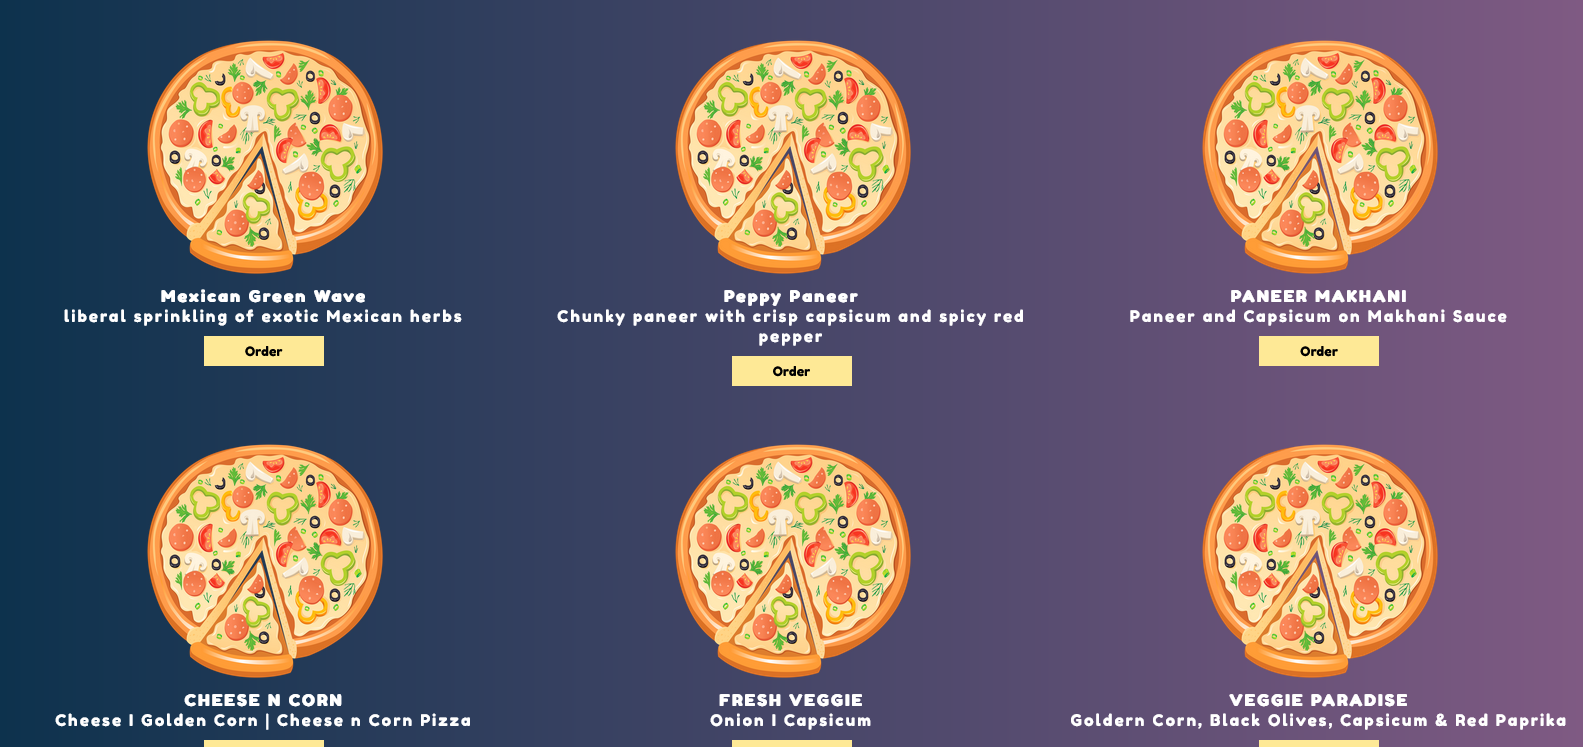 Mexican Green Wave
liberal sprinkling of exotic Mexican herbs
Order
Peppy Paneer
Chunky paneer with crisp capsicum and spicy red
pepper
Order
PANEER MAKHANI
Paneer and Capsicum on Makhani Sauce
Order
CHEESE N CORN
Cheese I Golden Corn | Cheese n Corn Pizza
FRESH VEGGIE
Onion I Capsicum
VEGGIE PARADISE
Goldern Corn, Black Olives, Capsicum & Red Paprika